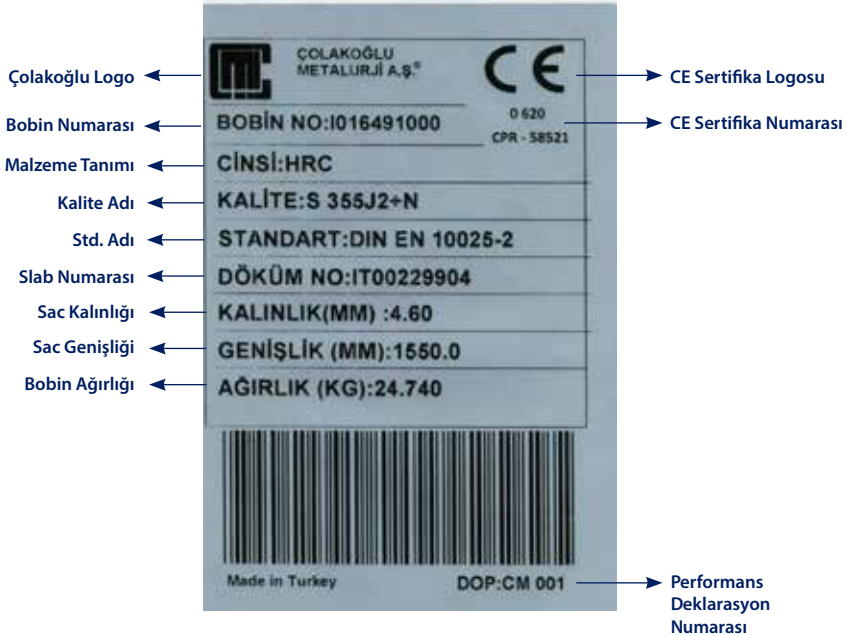 Çolakoğlu Logo
ÇOLAKOĞLU
METALURJİ A.Ş.®
CE
CE Sertifika Logosu
Bobin Numarası
BOBİN NO:I016491000
0 620
CPR - 58521
CE Sertifika Numarası
Malzeme Tanımı
CİNSİ:HRC
Kalite Adı
KALİTE:S 355J2+N
Std. Adı
STANDART:DIN EN 10025-2
Slab Numarası
DÖKÜM NO:IT00229904
Sac Kalınlığı
KALINLIK(MM) :4.60
Sac Genişliği
GENİŞLİK (MM):1550.0
Bobin Ağırlığı
AĞIRLIK (KG):24.740
Made in Turkey
DOP:CM 001
Performans
Deklarasyon
Numarası